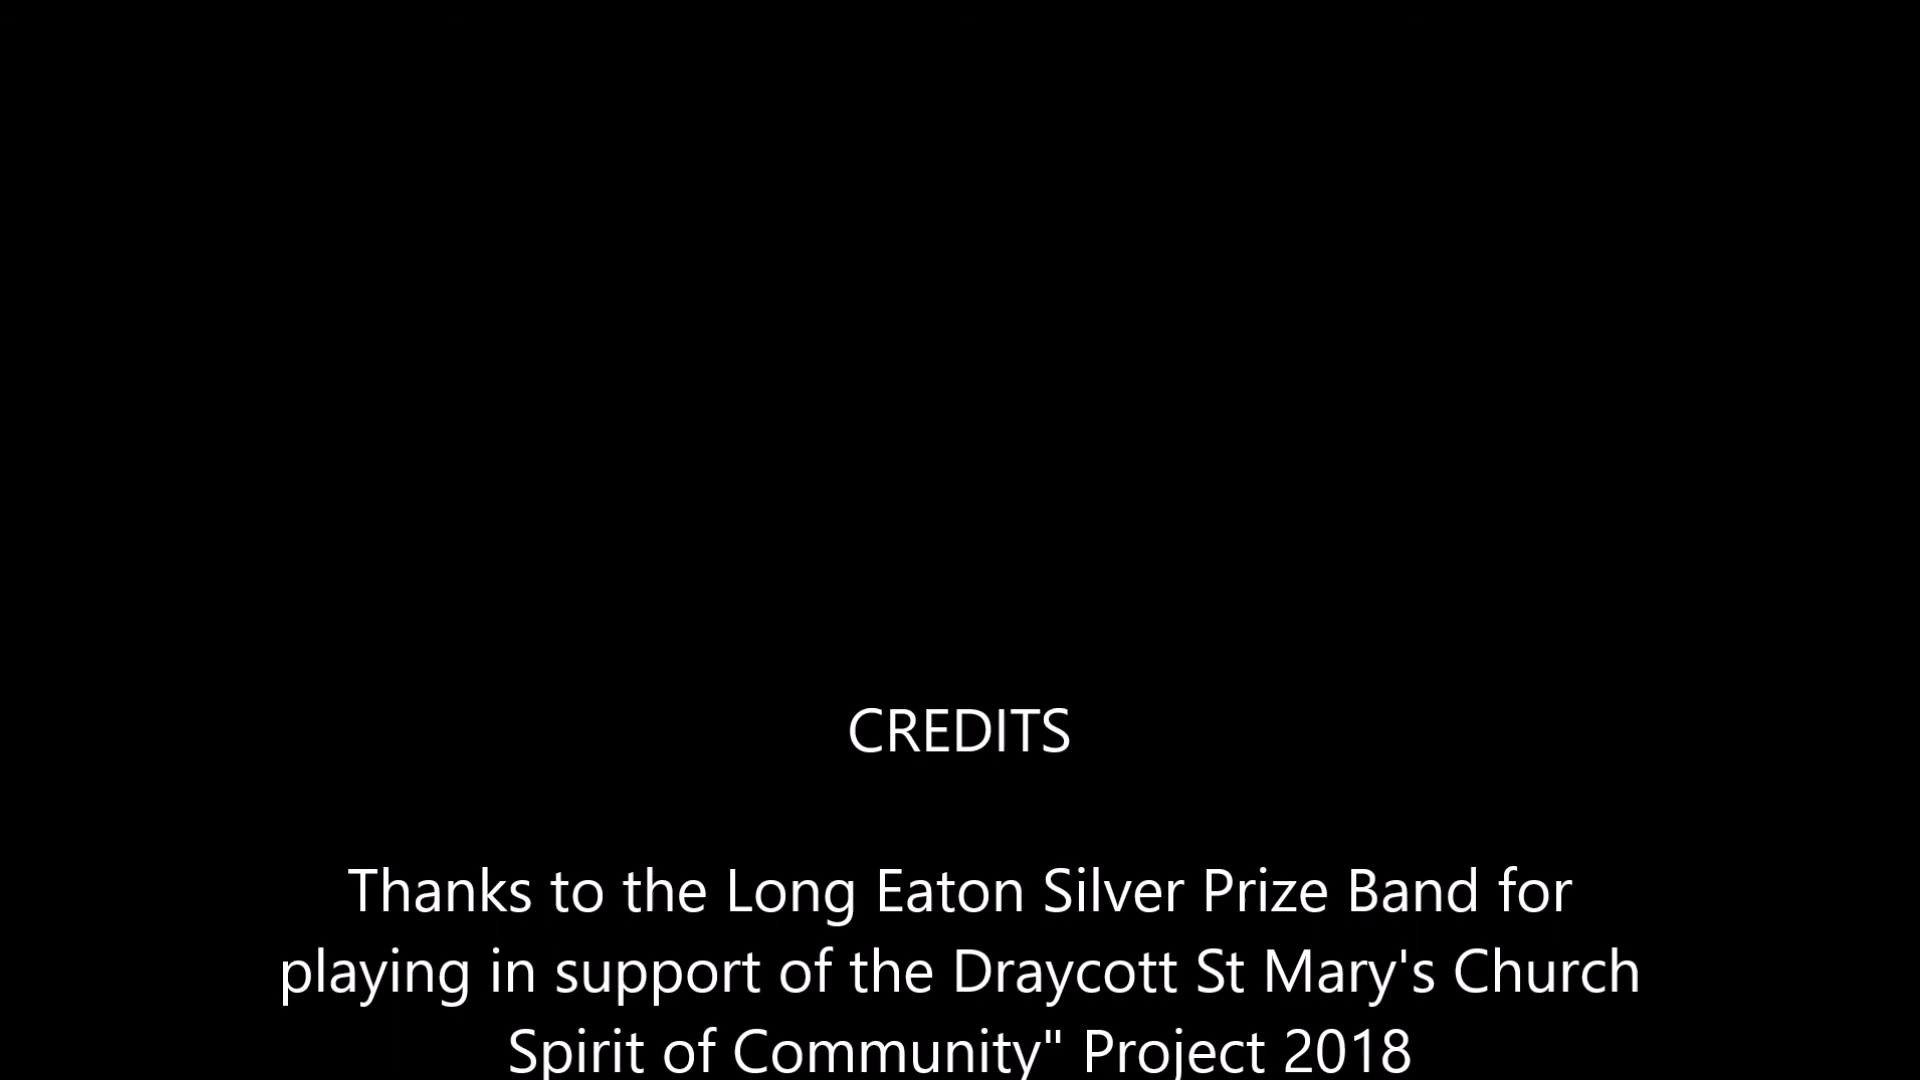 CREDITS
Thanks to the Long Eaton Silver Prize Band for
playing in support of the Draycott St Mary's Church
Spirit of Community" Project 2018